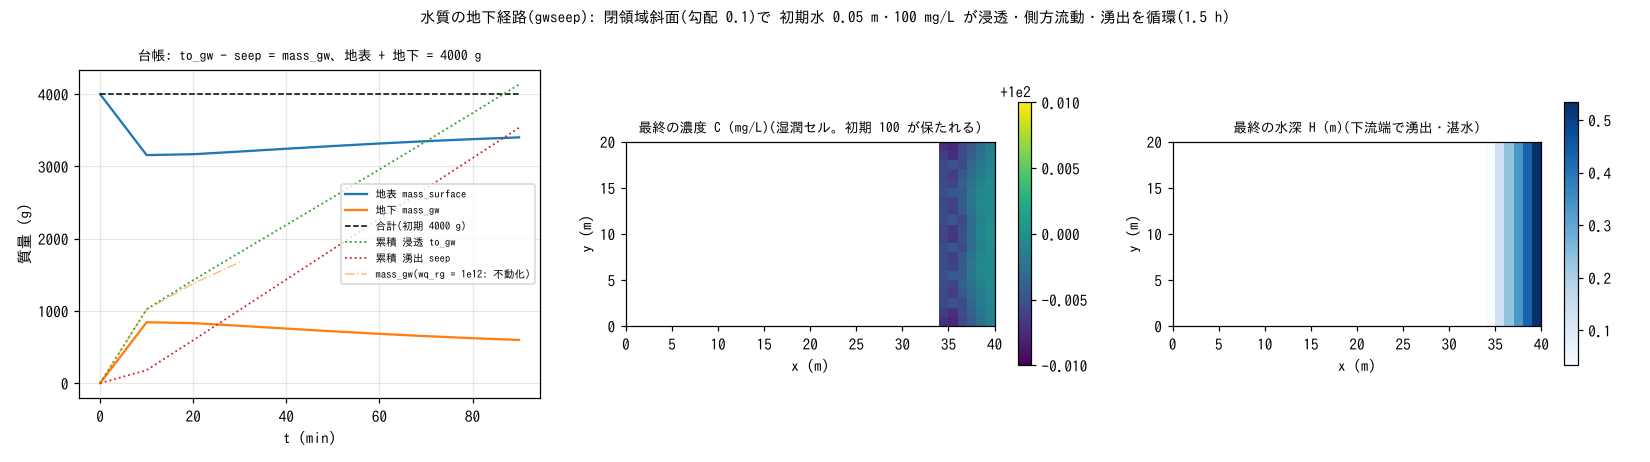 水質の地下経路(gwseep): 閉領域斜面(勾配 0.1)で 初期水 0.05 m・100 mg/L が浸透・側方流動・湧出を循環(1.5 h)
台帳: to_gw − seep = mass_gw、地表 + 地下 = 4000 g
質量 (g)
4000
3000
2000
1000
0
地表 mass_surface
地下 mass_gw
合計(初期 4000 g)
累積 浸透 to_gw
累積 湧出 seep
mass_gw(wq_rg = 1e12: 不動化)
0
20
40
60
80
t (min)
最終の濃度 C (mg/L)(湿潤セル。初期 100 が保たれる)
y (m)
20
15
10
5
0
0
5
10
15
20
25
30
35
40
x (m)
+1e2
0.010
0.005
0.000
−0.005
−0.010
最終の水深 H (m)(下流端で湧出・湛水)
y (m)
20
15
10
5
0
0
5
10
15
20
25
30
35
40
x (m)
0.5
0.4
0.3
0.2
0.1